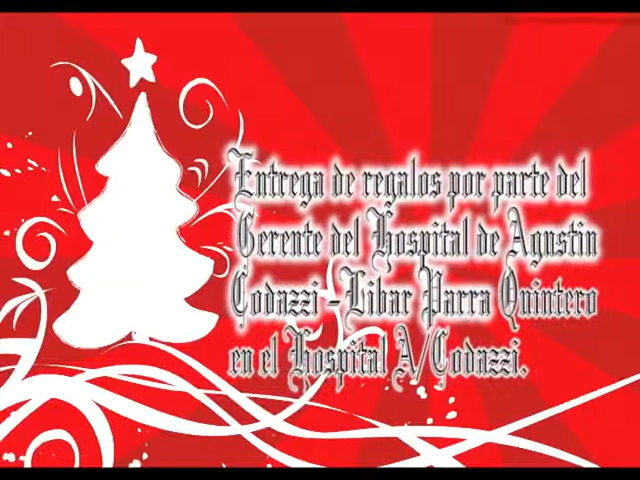 Entrega de regalos por parte del
Gerente del Hospital de Agustin
Codazzi -Libar Parra Quintero
en el Hospital A/Codazzi.